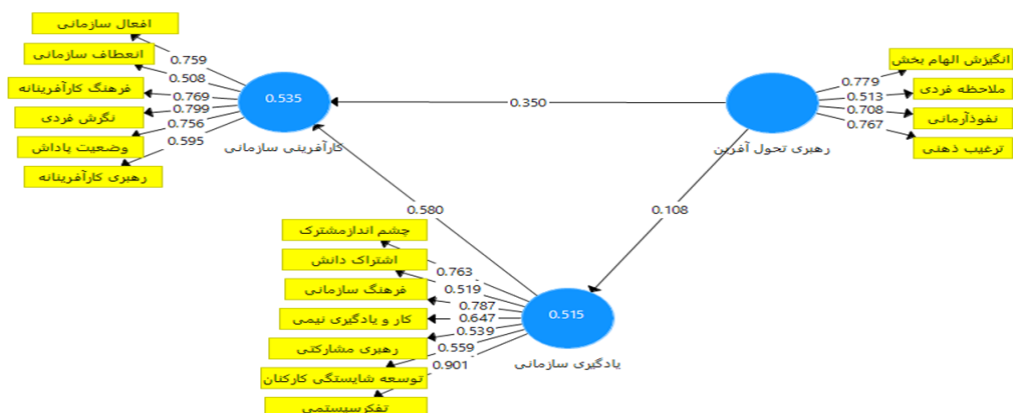 افعال سازمانی
انعطاف سازمانی
فرهنگ کارآفرینانه
نگرش فردی
وضعیت پاداش
رهبری کارآفرینانه
0.759
0.508
0.769
0.799
0.756
0.595
0.535
کارآفرینی سازمانی
0.350
انگیزش الهام بخش
ملاحظه فردی
نفوذآرمانی
ترغیب ذهنی
0.779
0.513
0.708
0.767
رهبری تحول آفرین
0.580
0.108
چشم اندازمشترک
اشتراک دانش
فرهنگ سازمانی
کار و یادگیری نیمی
رهبری مشارکتی
توسعه شایستگی کارکنان
تفکرسیستمی
0.763
0.519
0.787
0.647
0.539
0.559
0.901
0.515
یادگیری سازمانی